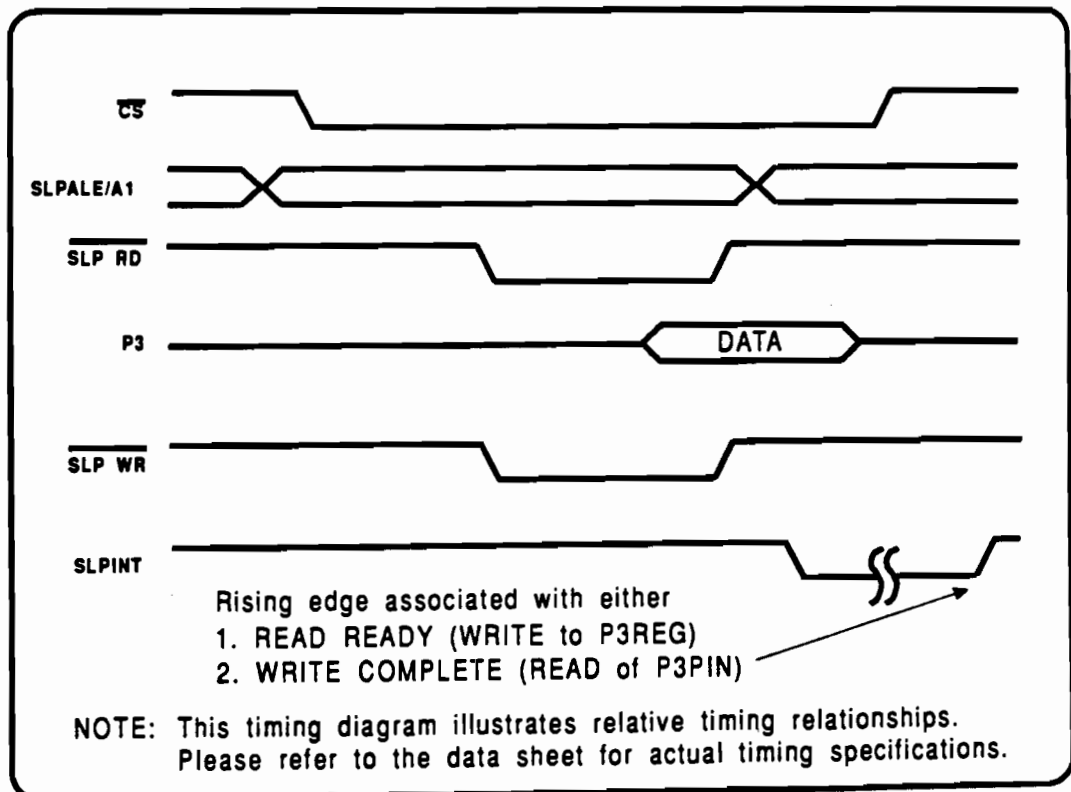 CS
SLPALE/A1
SLP RD
P3
DATA
SLP WR
SLPINT
Rising edge associated with either
1. READ READY (WRITE to P3REG)
2. WRITE COMPLETE (READ of P3PIN)
NOTE: This timing diagram illustrates relative timing relationships.
Please refer to the data sheet for actual timing specifications.